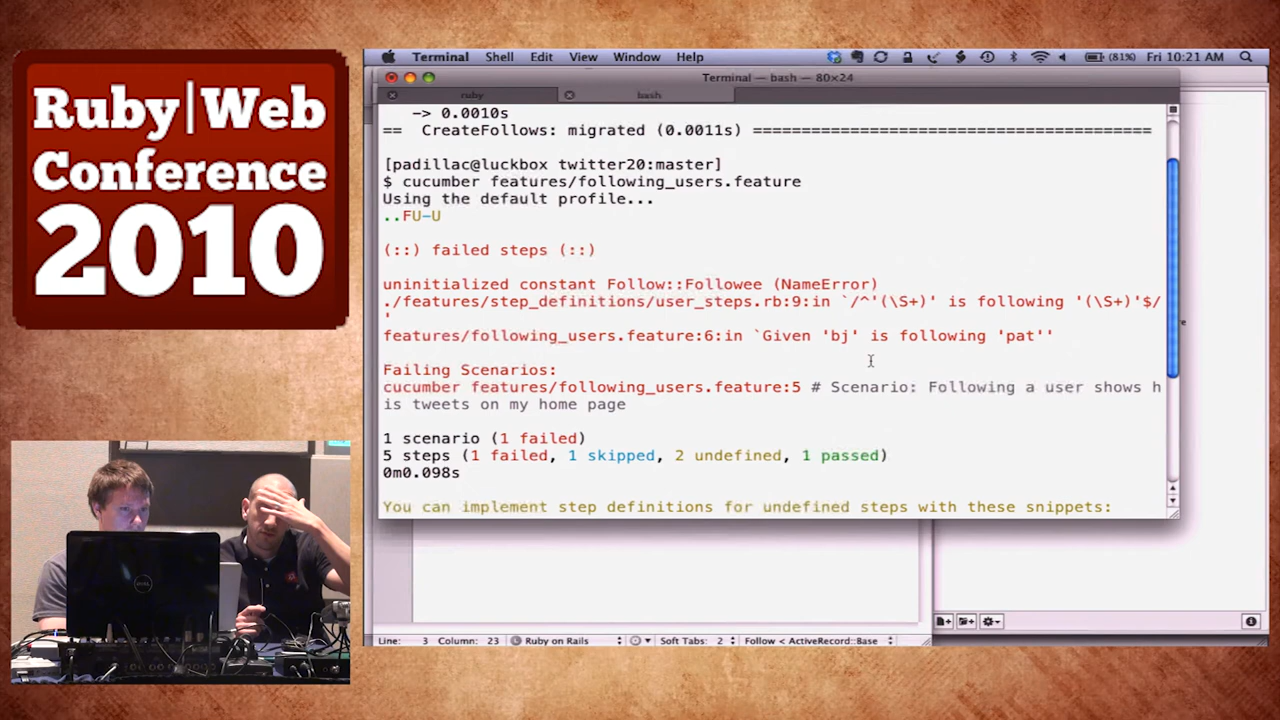 Ruby|Web
Conference
2010
Terminal Shell Edit View Window Help
(81%) Fri 10:21 AM
Terminal — bash — 80×24
ruby
bash
-> 0.0010s
== CreateFollows: migrated (0.0011s) =========================================
[padillac@luckbox twitter20:master]
$ cucumber features/following_users.feature
Using the default profile...
..FU-U
(::) failed steps (::)
uninitialized constant Follow::Followee (NameError)
./features/step_definitions/user_steps.rb:9:in `/^'(\S+)' is following '(\S+)'$/
'
features/following_users.feature:6:in `Given 'bj' is following 'pat''
Failing Scenarios:
cucumber features/following_users.feature:5 # Scenario: Following a user shows h
is tweets on my home page
1 scenario (1 failed)
5 steps (1 failed, 1 skipped, 2 undefined, 1 passed)
0m0.098s
You can implement step definitions for undefined steps with these snippets:
Line: 3 Column: 23 Ruby on Rails Soft Tabs: 2 Follow < ActiveRecord::Base